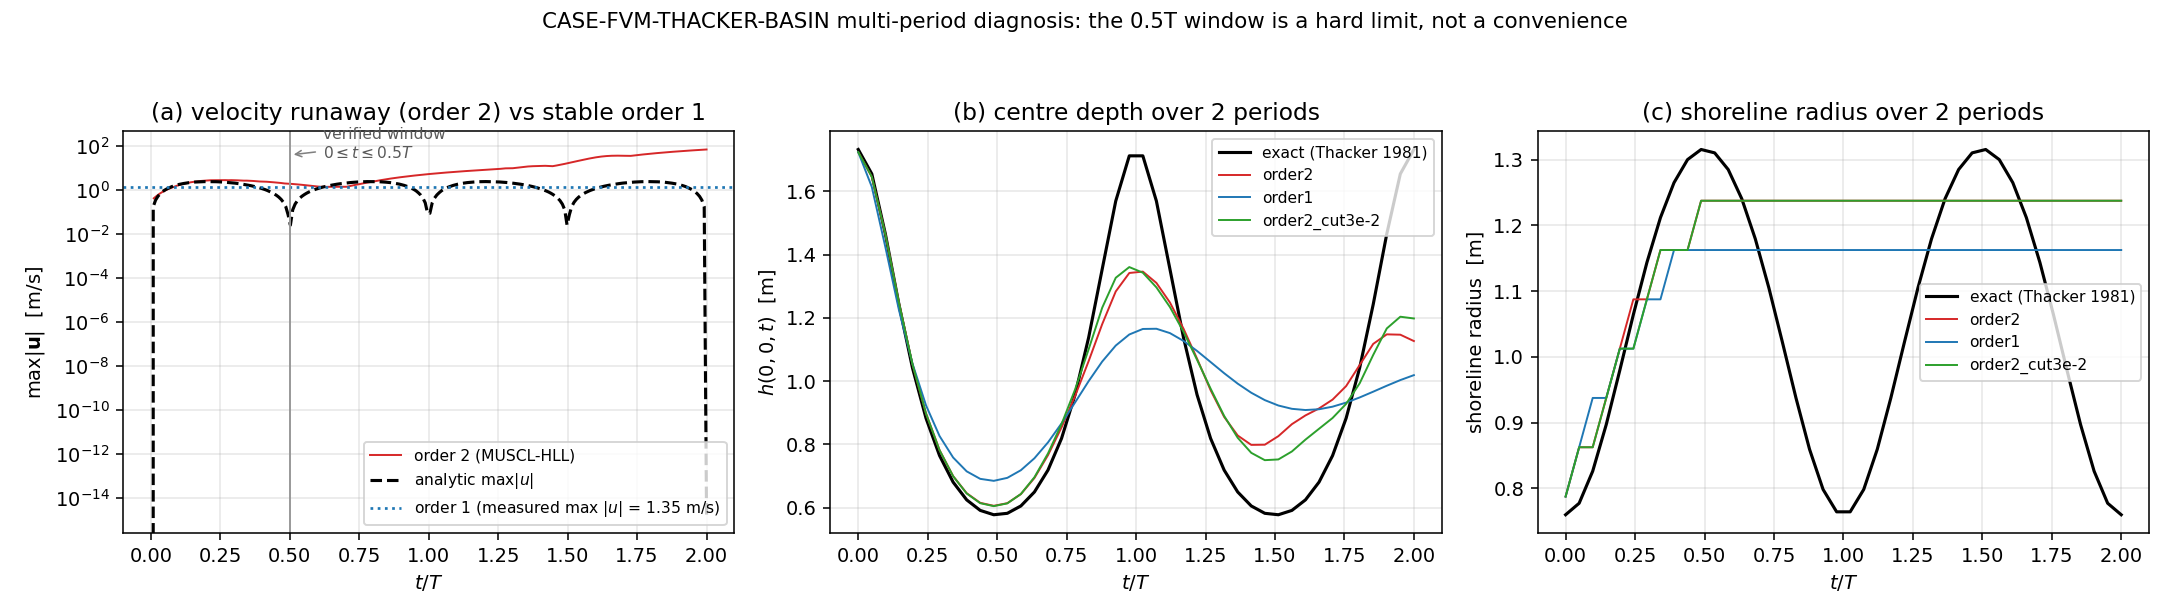 CASE-FVM-THACKER-BASIN multi-period diagnosis: the 0.5T window is a hard limit, not a convenience
(a) velocity runaway (order 2) vs stable order 1
verified window
0 ≤ t ≤ 0.5T
10² 10⁰ 10⁻² 10⁻⁴ 10⁻⁶ 10⁻⁸ 10⁻¹⁰ 10⁻¹² 10⁻¹⁴
max|u| [m/s]
order 2 (MUSCL-HLL)
analytic max|u|
order 1 (measured max |u| = 1.35 m/s)
0.00 0.25 0.50 0.75 1.00 1.25 1.50 1.75 2.00
t/T
(b) centre depth over 2 periods
exact (Thacker 1981)
order2
order1
order2_cut3e-2
1.6
1.4
1.2
1.0
0.8
0.6
h(0, 0, t) [m]
0.00 0.25 0.50 0.75 1.00 1.25 1.50 1.75 2.00
t/T
(c) shoreline radius over 2 periods
1.3
1.2
1.1
1.0
0.9
0.8
shoreline radius [m]
exact (Thacker 1981)
order2
order1
order2_cut3e-2
0.00 0.25 0.50 0.75 1.00 1.25 1.50 1.75 2.00
t/T